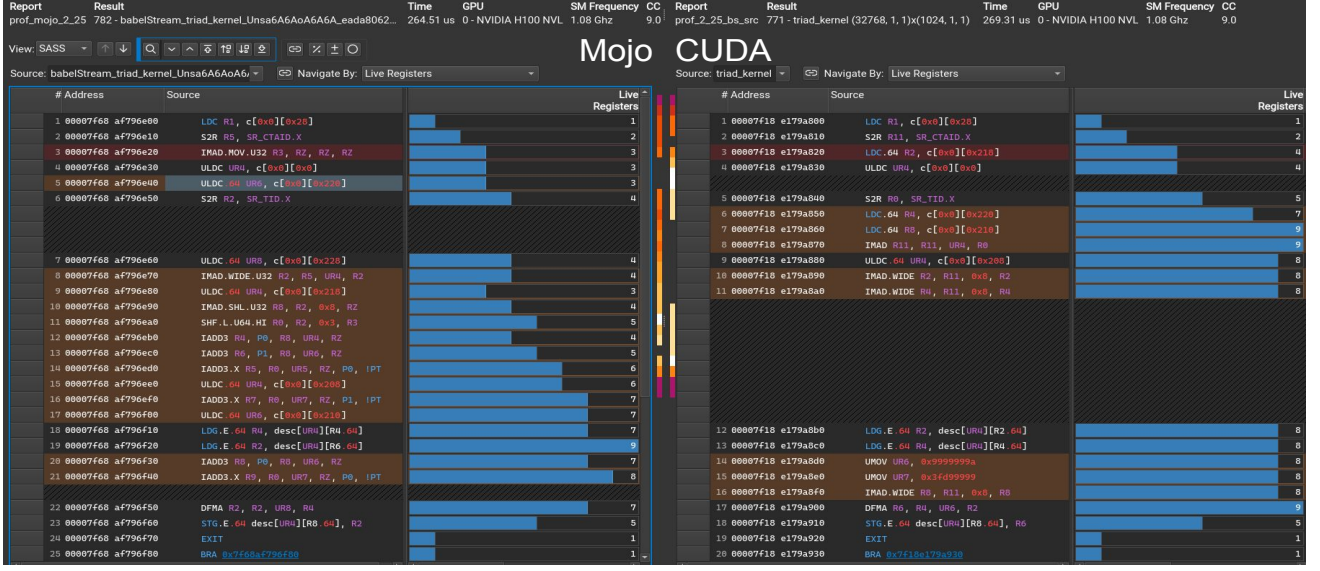 Report Result Time GPU SM Frequency CC
prof_mojo_2_25 782 - babelStream_triad_kernel_Unsa6A6AoA6A6A_eada8062... 264.51 us 0 - NVIDIA H100 NVL 1.08 Ghz 9.0
Report Result Time GPU SM Frequency CC
prof_2_25_bs_src 771 - triad_kernel (32768, 1, 1)x(1024, 1, 1) 269.31 us 0 - NVIDIA H100 NVL 1.08 Ghz 9.0
View: SASS
Mojo CUDA
Source: babelStream_triad_kernel_Unsa6A6AoA6/ Navigate By: Live Registers
# Address Source Live Registers
1 00007f68 af796e00 LDC R1, c[0x0][0x28] 1
2 00007f68 af796e10 S2R R5, SR_CTAID.X 2
3 00007f68 af796e20 IMAD.MOV.U32 R3, RZ, RZ, RZ 3
4 00007f68 af796e30 ULDC UR4, c[0x0][0x0] 3
5 00007f68 af796e40 ULDC.64 UR6, c[0x0][0x220] 3
6 00007f68 af796e50 S2R R2, SR_TID.X 4
7 00007f68 af796e60 ULDC.64 UR8, c[0x0][0x228] 4
8 00007f68 af796e70 IMAD.WIDE.U32 R2, R5, UR4, R2 4
9 00007f68 af796e80 ULDC.64 UR4, c[0x0][0x218] 3
10 00007f68 af796e90 IMAD.SHL.U32 R8, R2, 0x8, RZ 4
11 00007f68 af796ea0 SHF.L.U64.HI R0, R2, 0x3, R3 5
12 00007f68 af796eb0 IADD3 R4, P0, R8, UR4, RZ 4
13 00007f68 af796ec0 IADD3 R6, P1, R8, UR6, RZ 5
14 00007f68 af796ed0 IADD3.X R5, R0, UR5, RZ, P0, !PT 6
15 00007f68 af796ee0 ULDC.64 UR4, c[0x0][0x208] 6
16 00007f68 af796ef0 IADD3.X R7, R0, UR7, RZ, P1, !PT 7
17 00007f68 af796f00 ULDC.64 UR6, c[0x0][0x210] 7
18 00007f68 af796f10 LDG.E.64 R4, desc[UR4][R4.64] 7
19 00007f68 af796f20 LDG.E.64 R2, desc[UR4][R6.64] 9
20 00007f68 af796f30 IADD3 R8, P0, R8, UR6, RZ 7
21 00007f68 af796f40 IADD3.X R9, R0, UR7, RZ, P0, !PT 8
22 00007f68 af796f50 DFMA R2, R2, UR8, R4 7
23 00007f68 af796f60 STG.E.64 desc[UR4][R8.64], R2 5
24 00007f68 af796f70 EXIT 1
25 00007f68 af796f80 BRA 0x7f68af796f80 1
Source: triad_kernel Navigate By: Live Registers
# Address Source Live Registers
1 00007f18 e179a800 LDC R1, c[0x0][0x28] 1
2 00007f18 e179a810 S2R R11, SR_CTAID.X 2
3 00007f18 e179a820 LDC.64 R2, c[0x0][0x218] 4
4 00007f18 e179a830 ULDC UR4, c[0x0][0x0] 4
5 00007f18 e179a840 S2R R0, SR_TID.X 5
6 00007f18 e179a850 LDC.64 R4, c[0x0][0x220] 7
7 00007f18 e179a860 LDC.64 R8, c[0x0][0x210] 9
8 00007f18 e179a870 IMAD R11, R11, UR4, R0 9
9 00007f18 e179a880 ULDC.64 UR4, c[0x0][0x208] 8
10 00007f18 e179a890 IMAD.WIDE R2, R11, 0x8, R2 8
11 00007f18 e179a8a0 IMAD.WIDE R4, R11, 0x8, R4 8
12 00007f18 e179a8b0 LDG.E.64 R2, desc[UR4][R2.64] 8
13 00007f18 e179a8c0 LDG.E.64 R4, desc[UR4][R4.64] 8
14 00007f18 e179a8d0 UMOV UR6, 0x9999999a 8
15 00007f18 e179a8e0 UMOV UR7, 0x3fd99999 8
16 00007f18 e179a8f0 IMAD.WIDE R8, R11, 0x8, R8 8
17 00007f18 e179a900 DFMA R6, R4, UR6, R2 9
18 00007f18 e179a910 STG.E.64 desc[UR4][R8.64], R6 5
19 00007f18 e179a920 EXIT 1
20 00007f18 e179a930 BRA 0x7f18e179a930 1